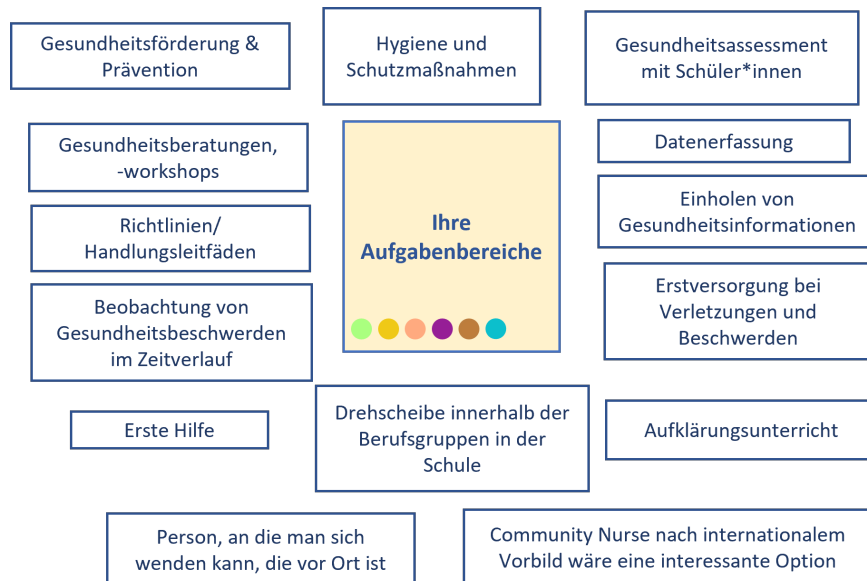 Gesundheitsförderung &
Prävention
Hygiene und
Schutzmaßnahmen
Gesundheitsassessment
mit Schüler*innen
Gesundheitsberatungen,
-workshops
Datenerfassung
Einholen von
Gesundheitsinformationen
Richtlinien/
Handlungsleitfäden
Ihre
Aufgabenbereiche
Beobachtung von
Gesundheitsbeschwerden
im Zeitverlauf
Erstversorgung bei
Verletzungen und
Beschwerden
Erste Hilfe
Drehscheibe innerhalb der
Berufsgruppen in der
Schule
Aufklärungsunterricht
Person, an die man sich
wenden kann, die vor Ort ist
Community Nurse nach internationalem
Vorbild wäre eine interessante Option